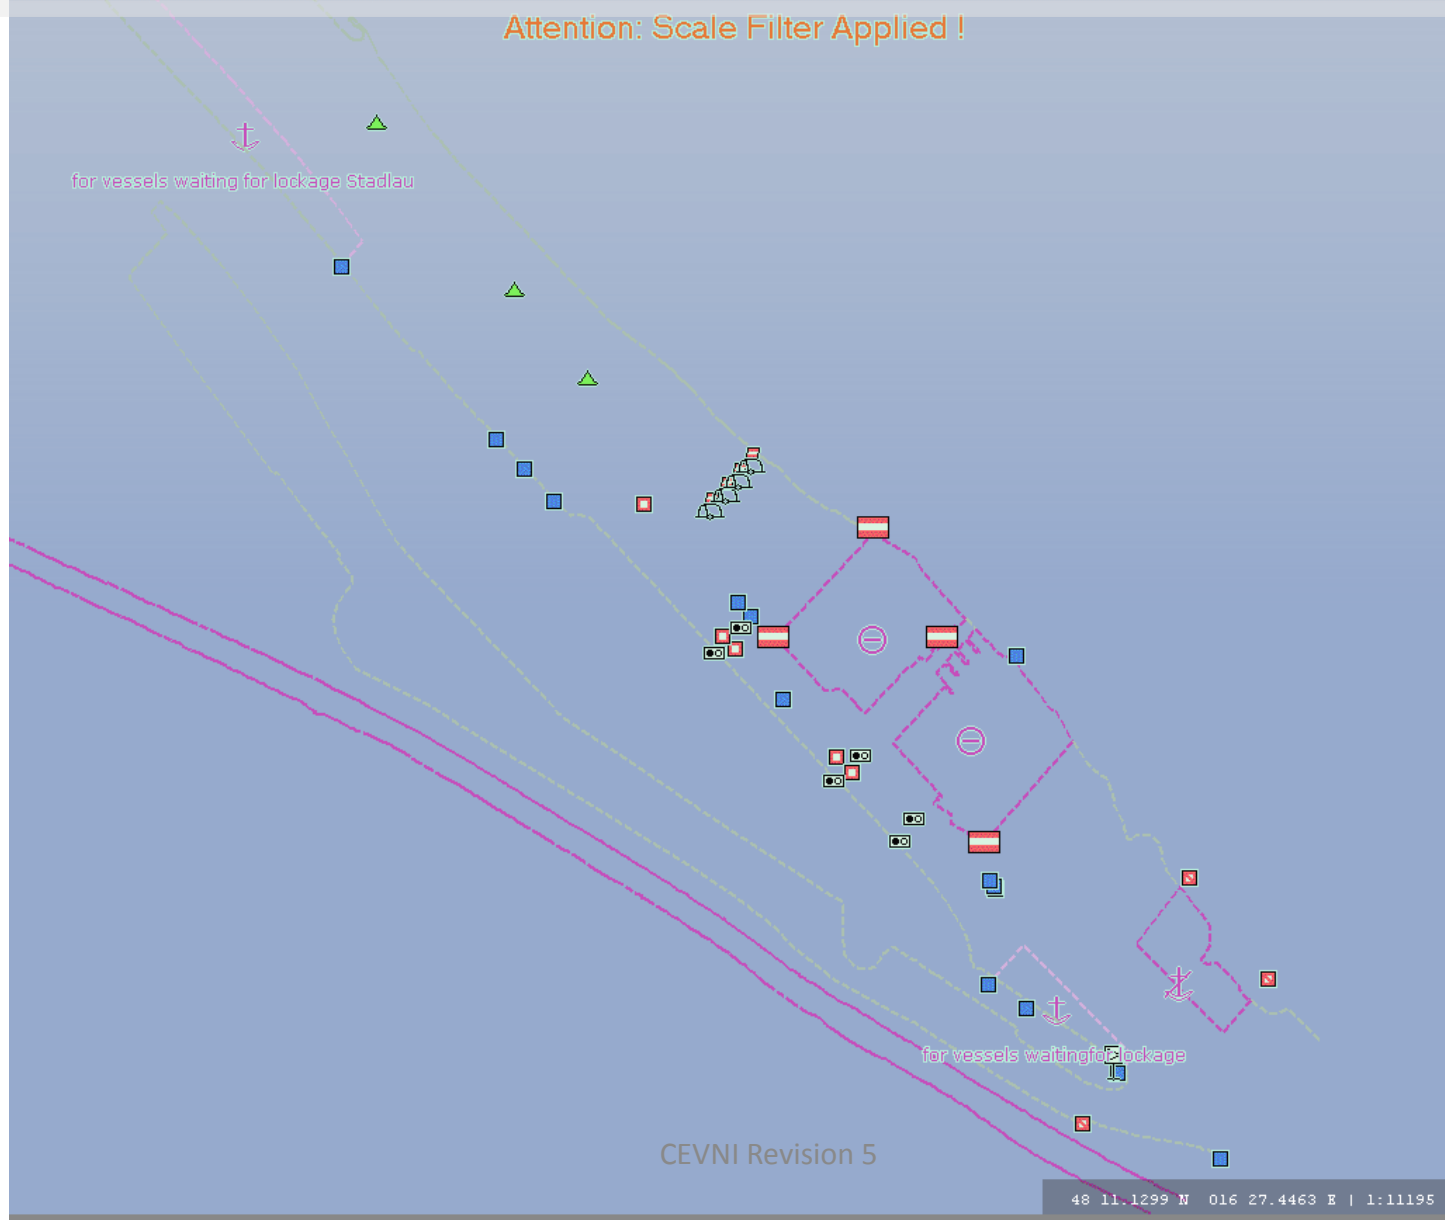 Attention: Scale Filter Applied !
for vessels waiting for lockage Stadlau
for vessels waitingfor lockage
CEVNI Revision 5
48 11.1299 N 016 27.4463 E | 1:11195